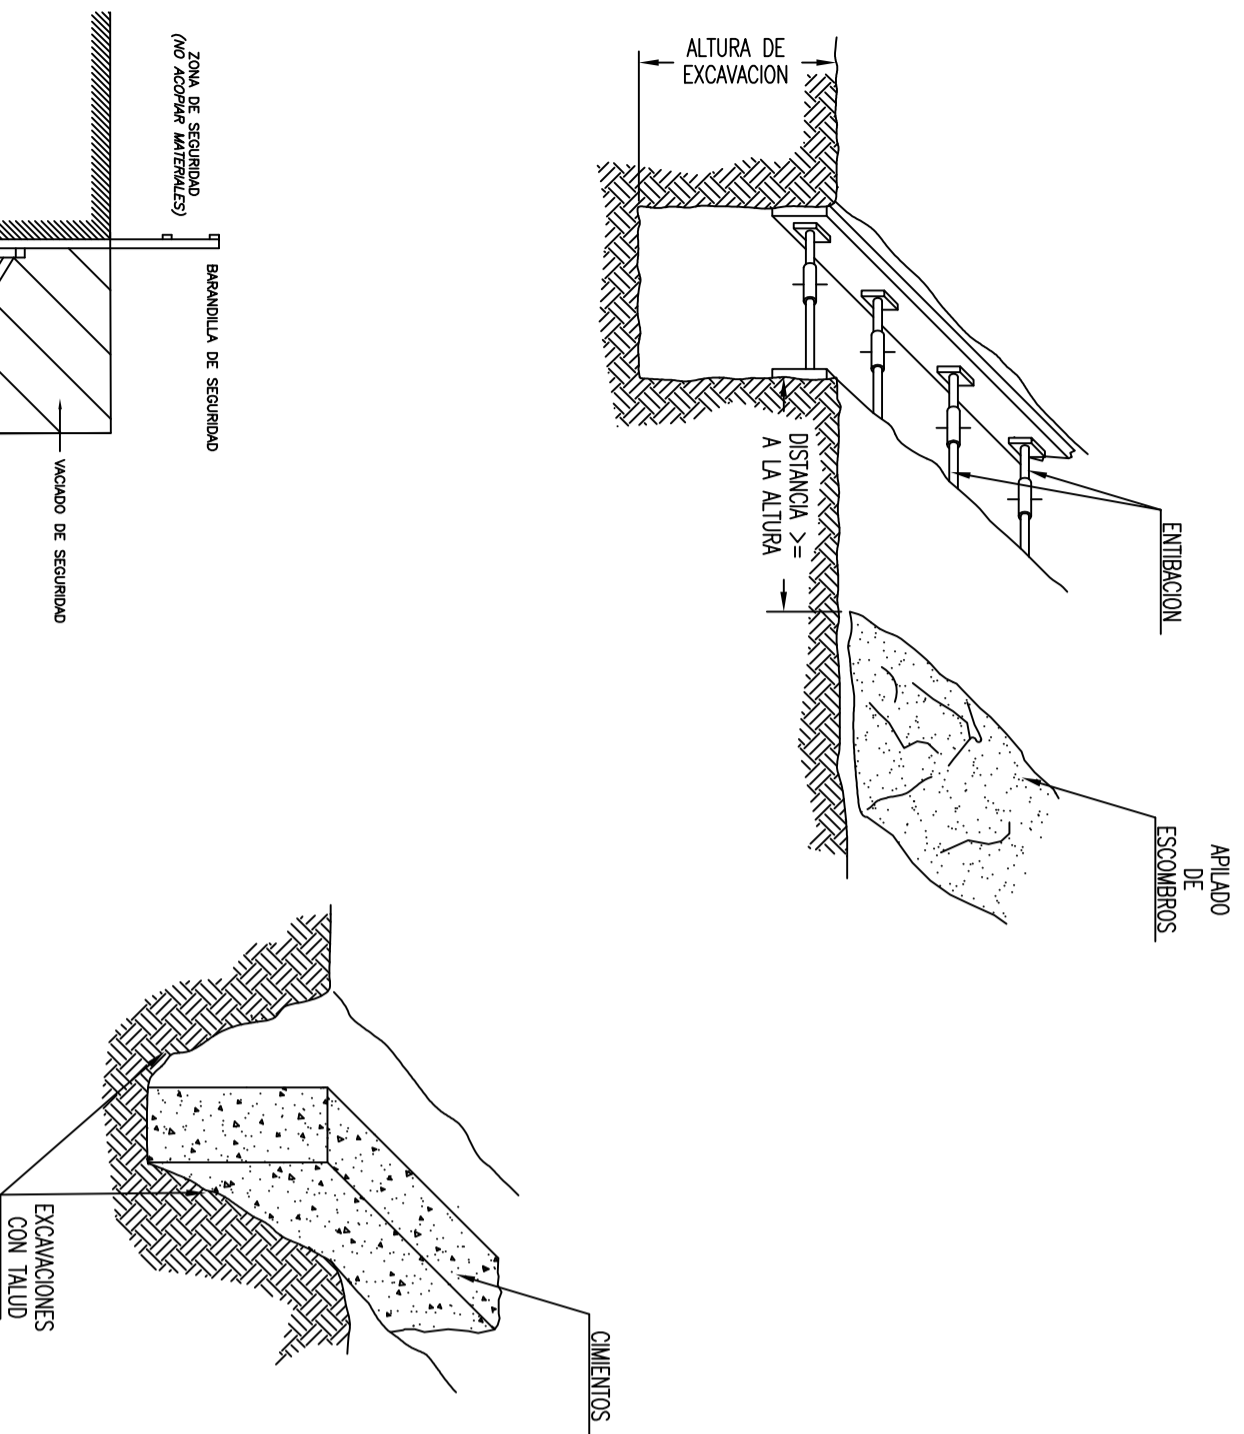 ALTURA DE
EXCAVACION
ENTIBACION
DISTANCIA >=
A LA ALTURA
APILADO
DE
ESCOMBROS
ZONA DE SEGURIDAD
(NO ACOPIAR MATERIALES)
BARANDILLA DE SEGURIDAD
VACIADO DE SEGURIDAD
CIMIENTOS
EXCAVACIONES
CON TALUD